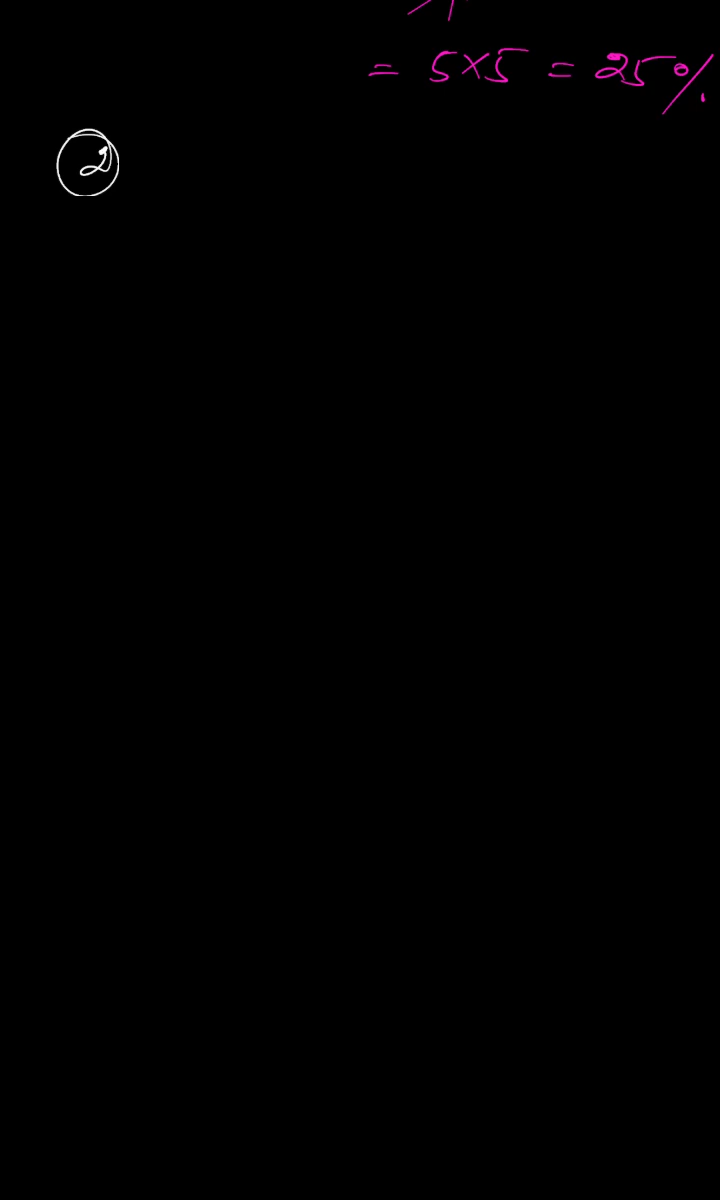 = 5×5 = 25%
2